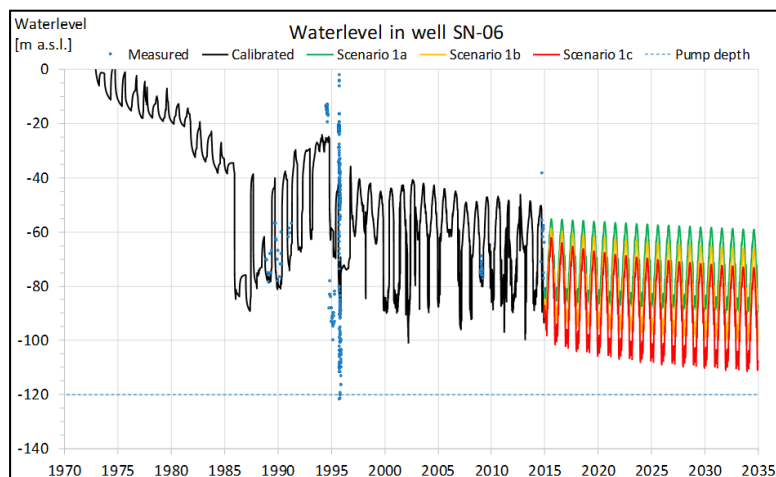 Waterlevel
[m a.s.l.]
Waterlevel in well SN-06
Measured Calibrated Scenario 1a Scenario 1b Scenario 1c Pump depth
0
-20
-40
-60
-80
-100
-120
-140
1970 1975 1980 1985 1990 1995 2000 2005 2010 2015 2020 2025 2030 2035